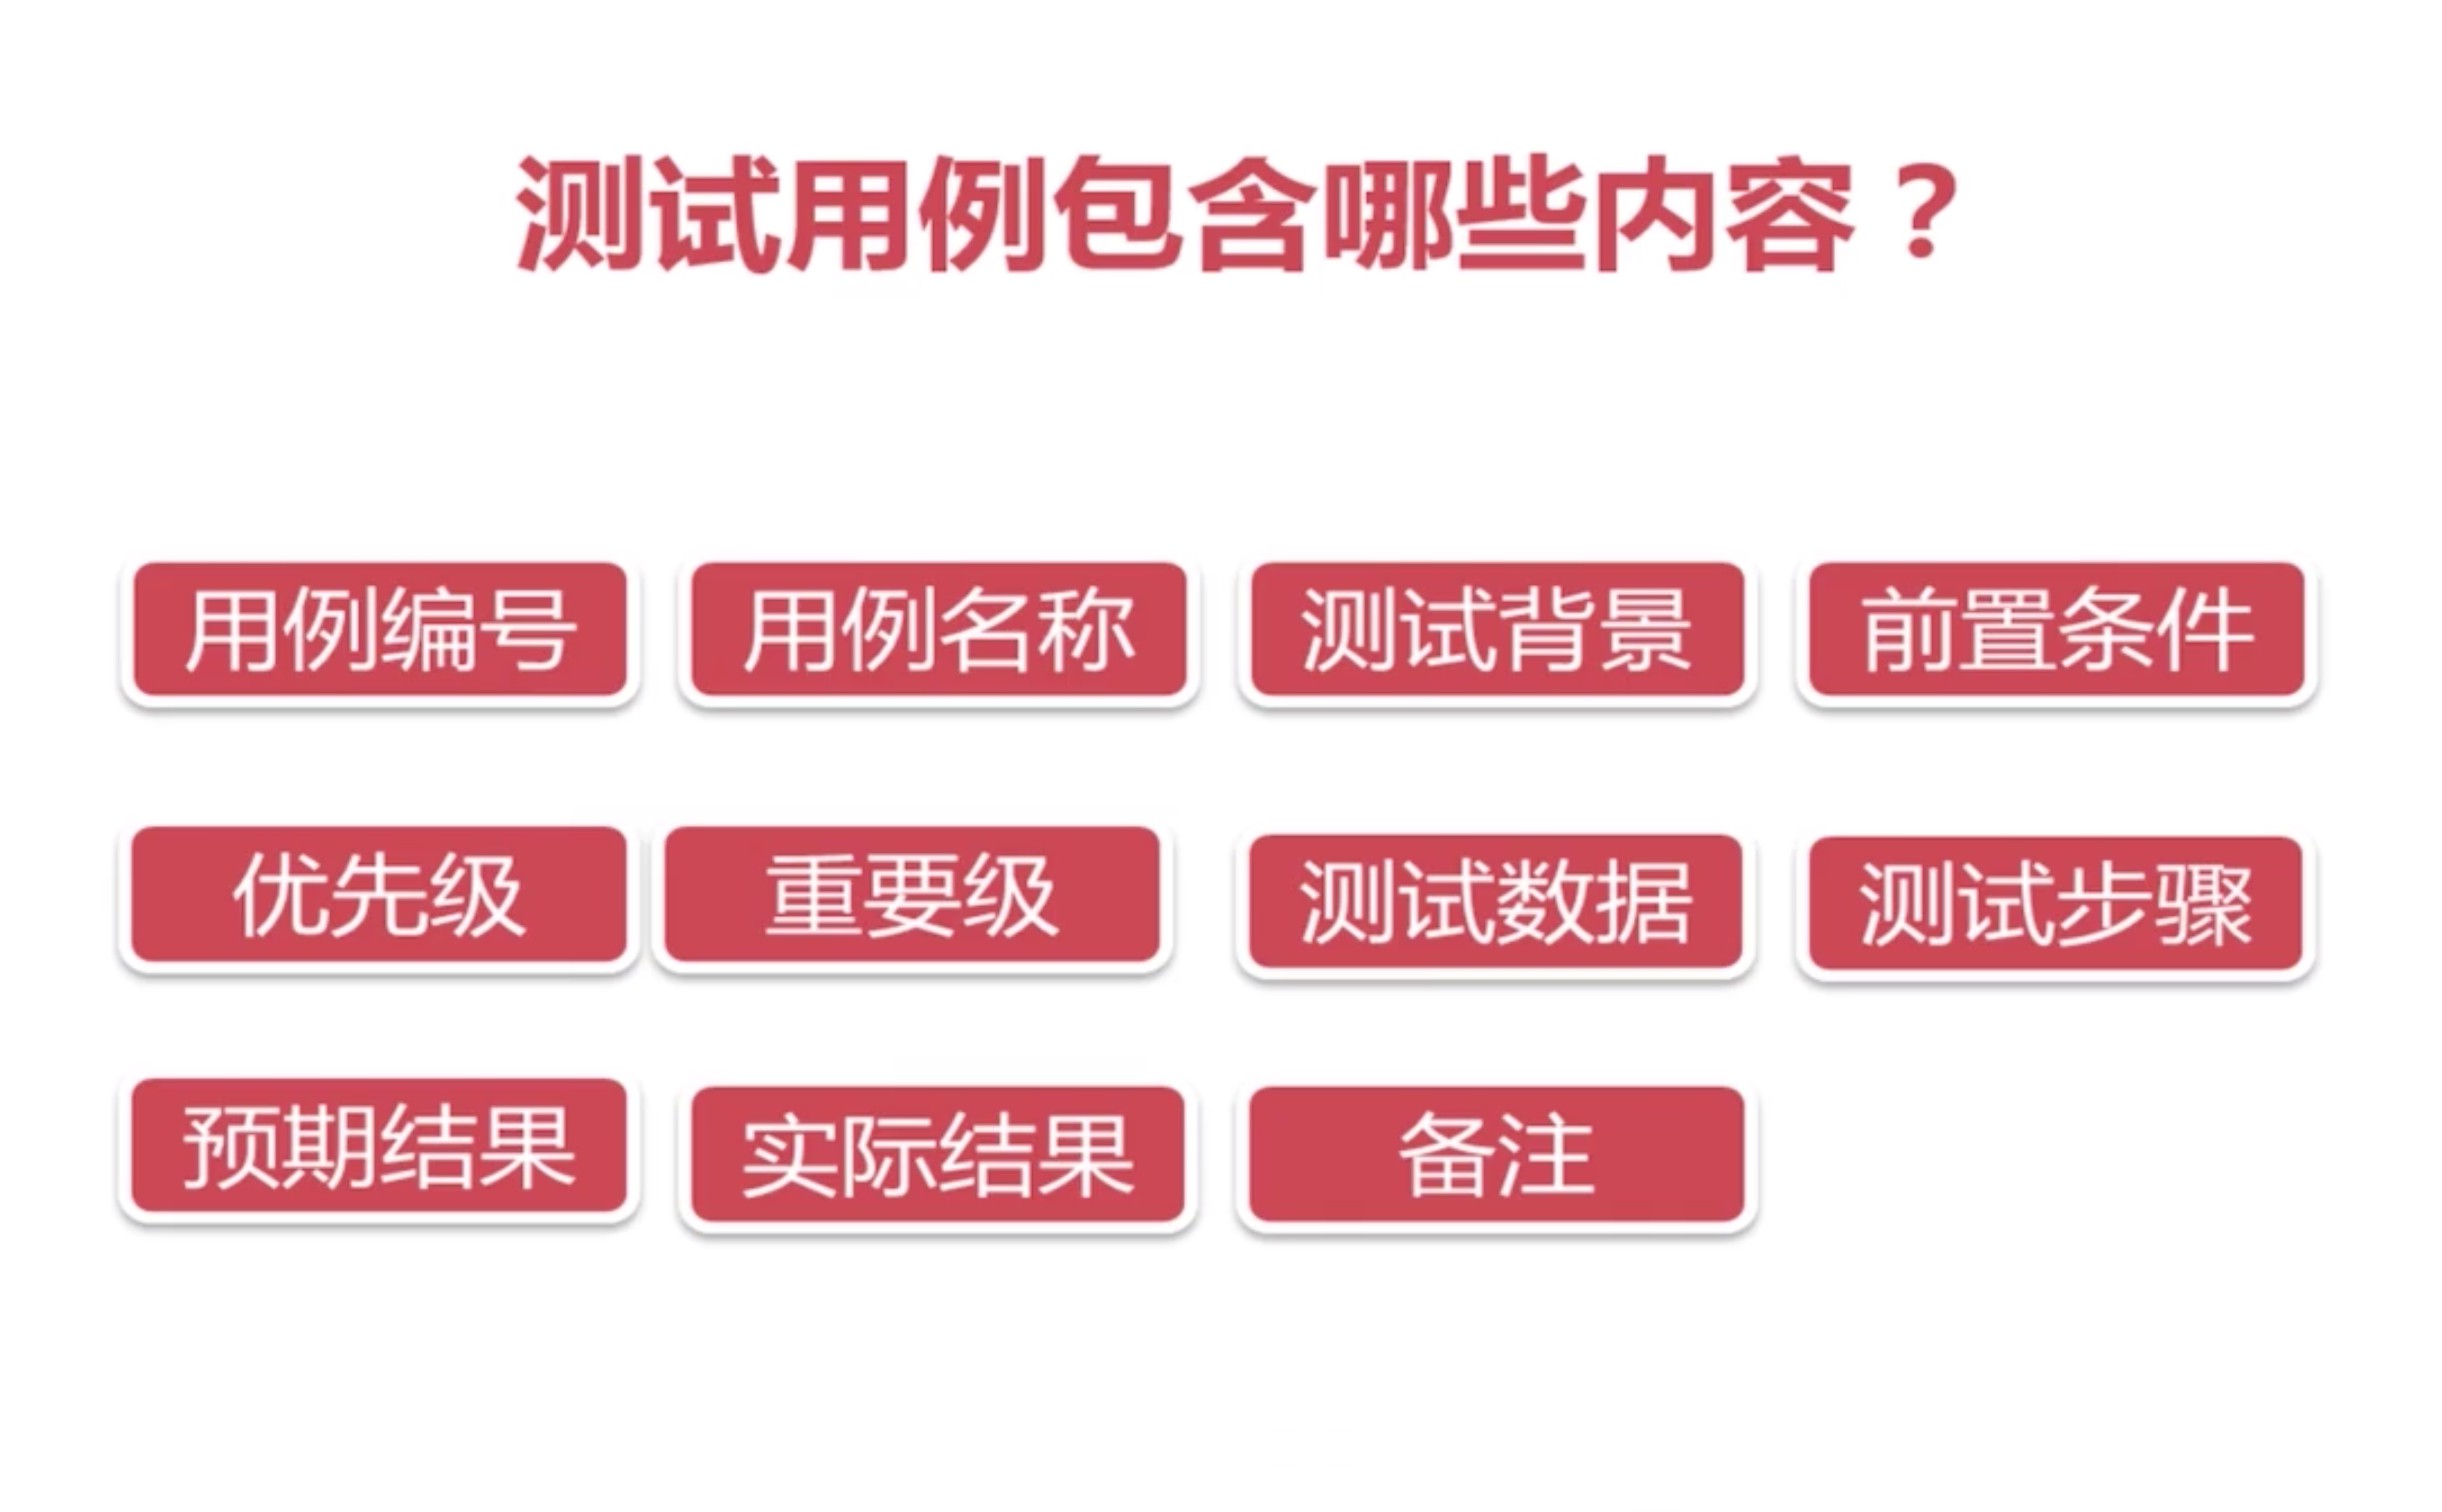 测试用例包含哪些内容？
用例编号
用例名称
测试背景
前置条件
优先级
重要级
测试数据
测试步骤
预期结果
实际结果
备注